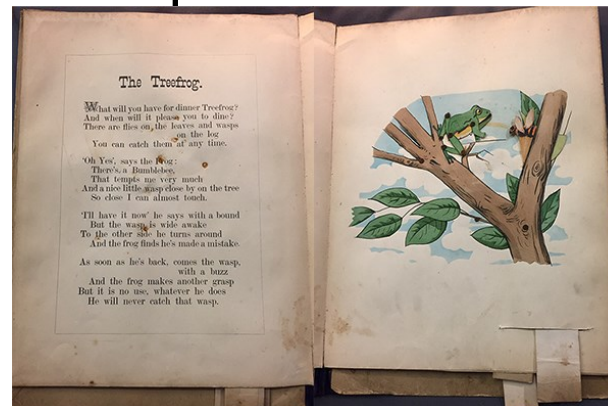 The Treefrog.
What will you have for dinner Treefrog?
And when will it please you to dine?
There are flies on the leaves and wasps
on the log
You can catch them at any time.
'Oh Yes', says the Frog:
There's a Bumblebee,
That tempts me very much
And a nice little wasp close by on the tree
So close I can almost touch.
'I'll have it now' he says with a bound
But the wasp is wide awake
To the other side he turns around
And the frog finds he's made a mistake.
As soon as he's back, comes the wasp,
with a buzz
And the frog makes another grasp
But it is no use, whatever he does
He will never catch that wasp.